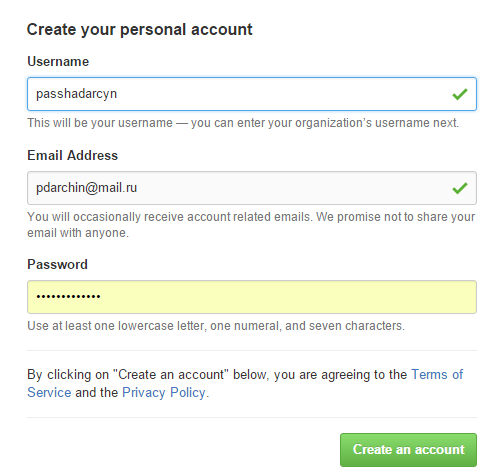 Create your personal account
Username
passhadarcyn
This will be your username — you can enter your organization's username next.
Email Address
pdarchin@mail.ru
You will occasionally receive account related emails. We promise not to share your
email with anyone.
Password
•••••••••••••
Use at least one lowercase letter, one numeral, and seven characters.
By clicking on "Create an account" below, you are agreeing to the Terms of
Service and the Privacy Policy.
Create an account